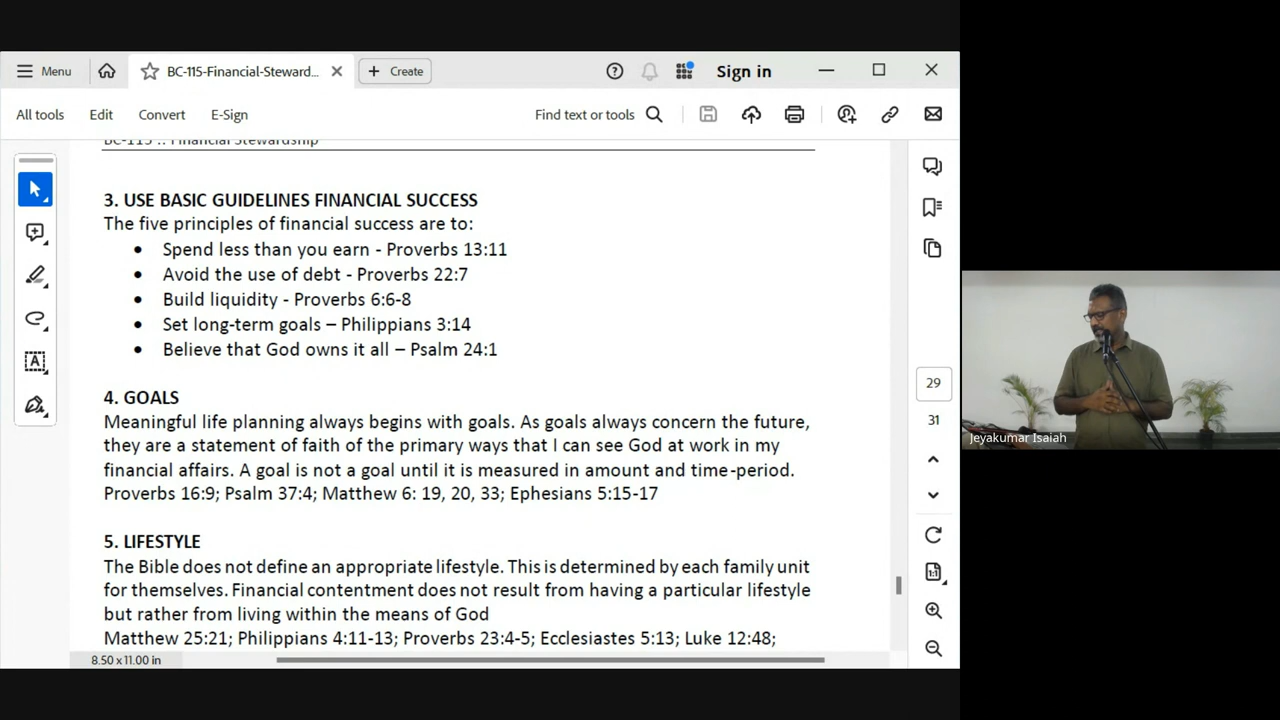 Menu
BC-115-Financial-Steward...
Create
Sign in
All tools
Edit
Convert
E-Sign
Find text or tools
BC-115 :: Financial Stewardship
3. USE BASIC GUIDELINES FINANCIAL SUCCESS
The five principles of financial success are to:
• Spend less than you earn - Proverbs 13:11
• Avoid the use of debt - Proverbs 22:7
• Build liquidity - Proverbs 6:6-8
• Set long-term goals – Philippians 3:14
• Believe that God owns it all – Psalm 24:1
4. GOALS
Meaningful life planning always begins with goals. As goals always concern the future,
they are a statement of faith of the primary ways that I can see God at work in my
financial affairs. A goal is not a goal until it is measured in amount and time-period.
Proverbs 16:9; Psalm 37:4; Matthew 6: 19, 20, 33; Ephesians 5:15-17
5. LIFESTYLE
The Bible does not define an appropriate lifestyle. This is determined by each family unit
for themselves. Financial contentment does not result from having a particular lifestyle
but rather from living within the means of God
Matthew 25:21; Philippians 4:11-13; Proverbs 23:4-5; Ecclesiastes 5:13; Luke 12:48;
8.50 x 11.00 in
29
31
1:1
Jeyakumar Isaiah